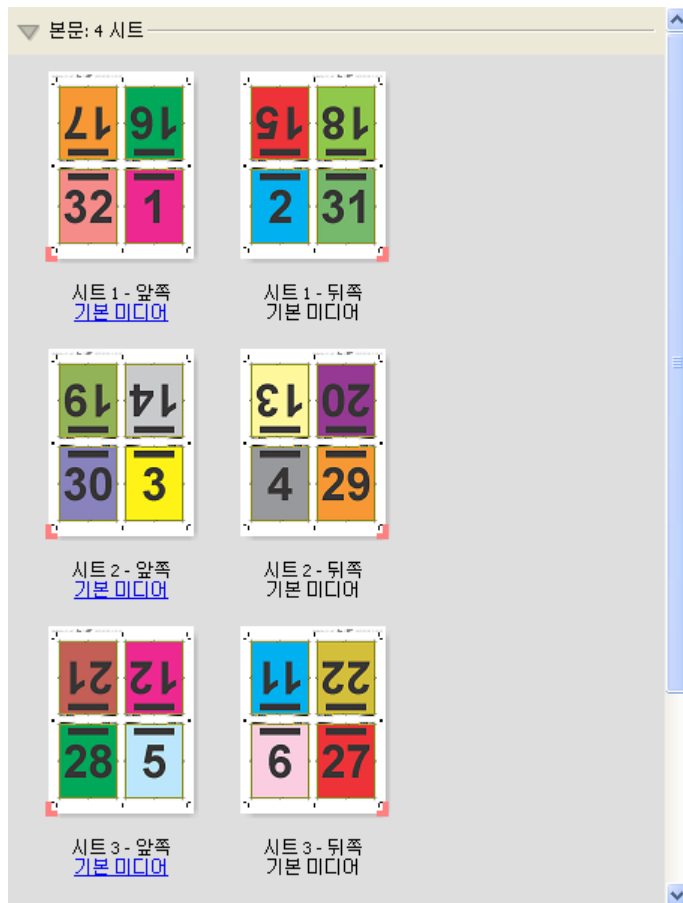 본문: 4 시트
17 16 15 18
32 1 2 31
시트 1 - 앞쪽 시트 1 - 뒤쪽
기본 미디어 기본 미디어
19 14 13 20
30 3 4 29
시트 2 - 앞쪽 시트 2 - 뒤쪽
기본 미디어 기본 미디어
21 12 11 22
28 5 6 27
시트 3 - 앞쪽 시트 3 - 뒤쪽
기본 미디어 기본 미디어